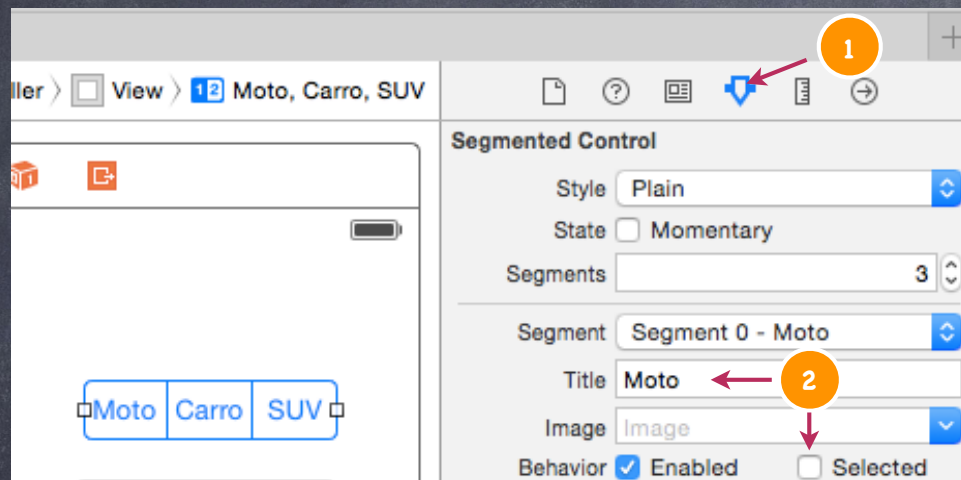 1
ller 〉 View 〉 12 Moto, Carro, SUV
Segmented Control
Style Plain
State Momentary
Segments 3
Segment Segment 0 - Moto
Title Moto
2
Moto Carro SUV
Image Image
Behavior Enabled Selected